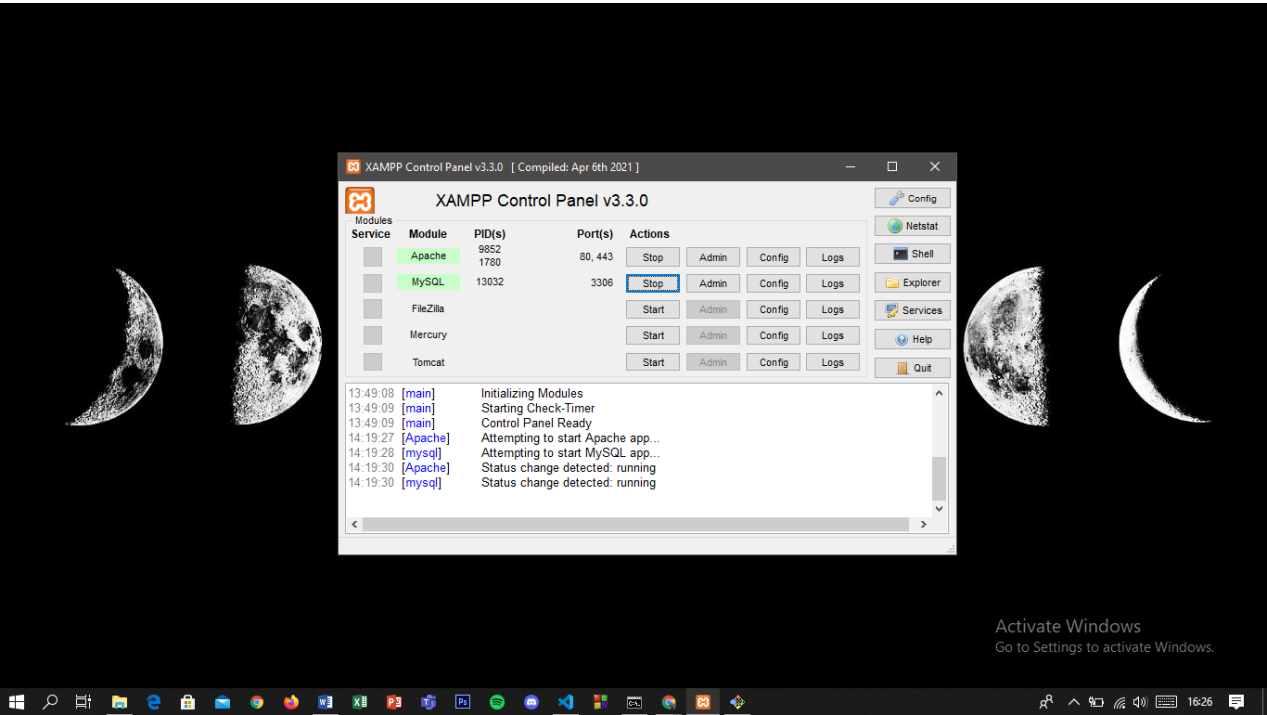 XAMPP Control Panel v3.3.0 [ Compiled: Apr 6th 2021 ]
XAMPP Control Panel v3.3.0
Config
Modules
Service Module PID(s) Port(s) Actions
Netstat
Apache 9852 1780 80, 443 Stop Admin Config Logs
Shell
MySQL 13032 3306 Stop Admin Config Logs
Explorer
FileZilla Start Admin Config Logs
Services
Mercury Start Admin Config Logs
Help
Tomcat Start Admin Config Logs
Quit
13:49:08 [main] Initializing Modules
13:49:09 [main] Starting Check-Timer
13:49:09 [main] Control Panel Ready
14:19:27 [Apache] Attempting to start Apache app...
14:19:28 [mysql] Attempting to start MySQL app...
14:19:30 [Apache] Status change detected: running
14:19:30 [mysql] Status change detected: running
Activate Windows
Go to Settings to activate Windows.
16:26